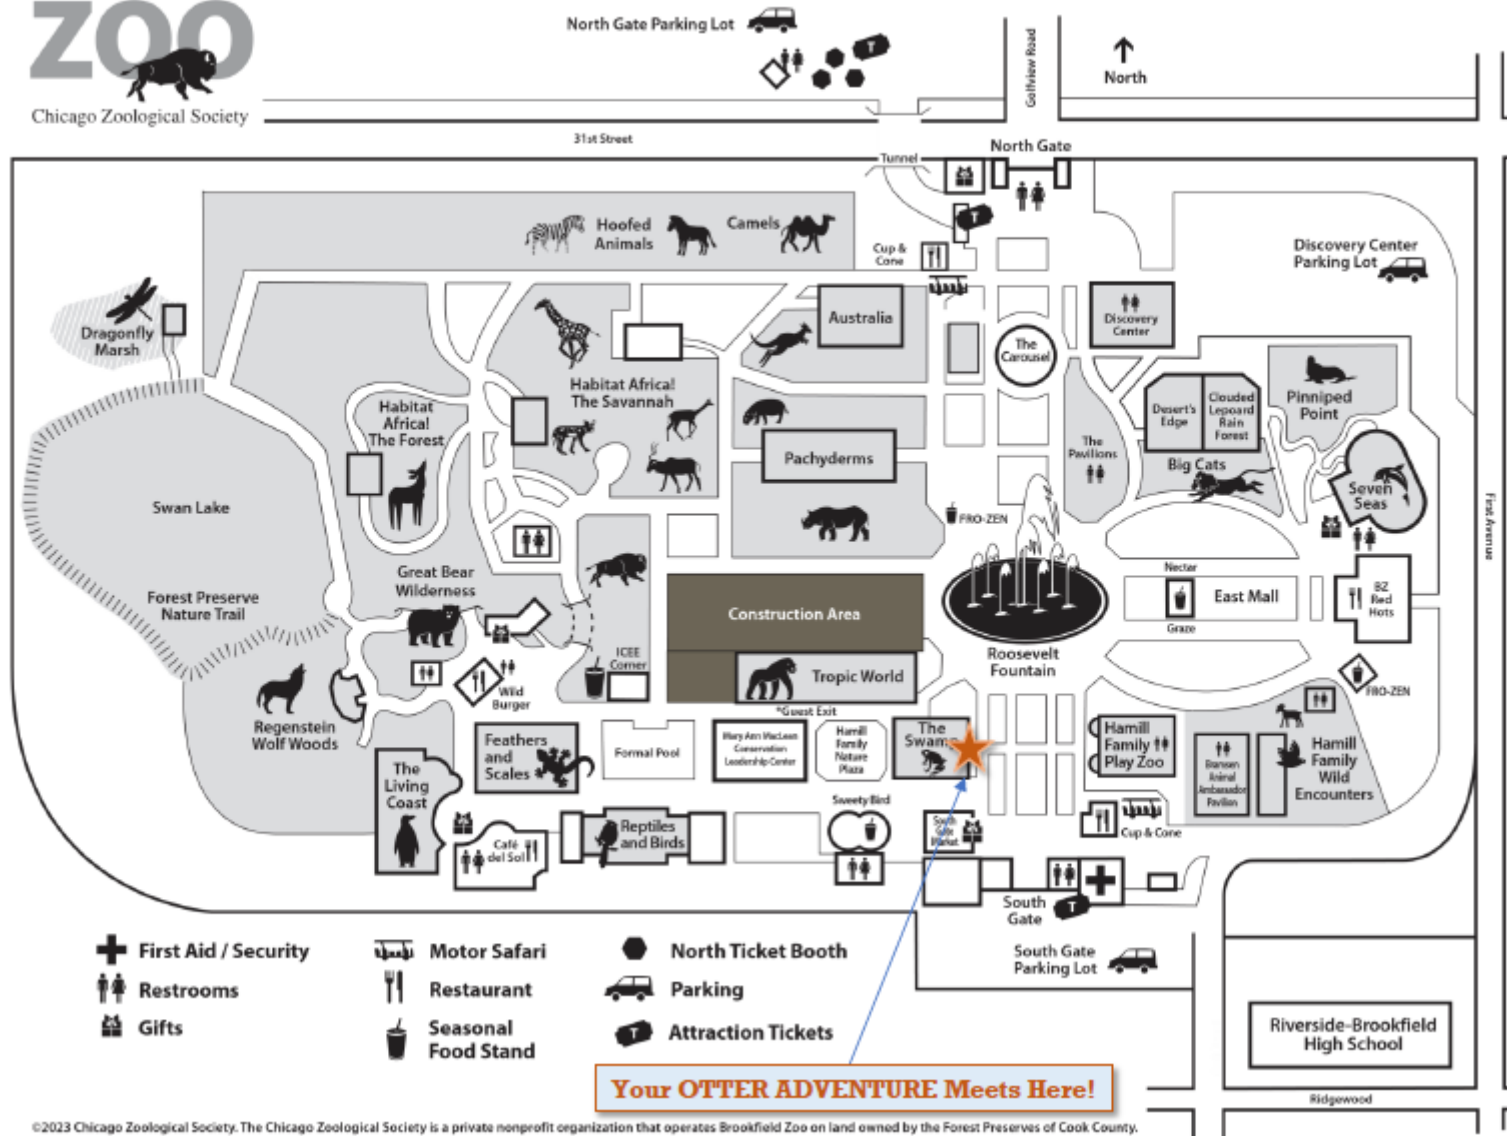 ZOO
Chicago Zoological Society
North Gate Parking Lot
T
Golfview Road
North
31st Street
Tunnel
North Gate
T
Hoofed
Animals
Camels
Cup &
Cone
Discovery Center
Parking Lot
Dragonfly
Marsh
Australia
Discovery
Center
The
Carousel
Habitat Africa!
The Savannah
Habitat
Africa!
The Forest
Pinniped
Point
Desert's
Edge
Clouded
Lepoard
Rain
Forest
The
Pavilions
Big Cats
Pachyderms
Seven
Seas
First Avenue
Swan Lake
FRO-ZEN
Great Bear
Wilderness
Forest Preserve
Nature Trail
Construction Area
Nectar
East Mall
Graze
BZ
Red
Hots
ICEE
Corner
Tropic World
Roosevelt
Fountain
FRO-ZEN
Wild
Burger
*Guest Exit
Regenstein
Wolf Woods
Feathers
and
Scales
Formal Pool
Mary Ann MacLean
Conservation
Leadership Center
Hamill
Family
Nature
Plaza
The
Swamp
Hamill
Family
Play Zoo
Bransen
Animal
Ambassador
Pavilion
Hamill
Family
Wild
Encounters
The
Living
Coast
Sweety Bird
South
Gate
Market
Cup & Cone
Café
del Sol
Reptiles
and Birds
South
Gate
T
South Gate
Parking Lot
First Aid / Security
Restrooms
Gifts
Motor Safari
Restaurant
Seasonal
Food Stand
North Ticket Booth
Parking
T
Attraction Tickets
Riverside-Brookfield
High School
Your OTTER ADVENTURE Meets Here!
Ridgewood
©2023 Chicago Zoological Society. The Chicago Zoological Society is a private nonprofit organization that operates Brookfield Zoo on land owned by the Forest Preserves of Cook County.